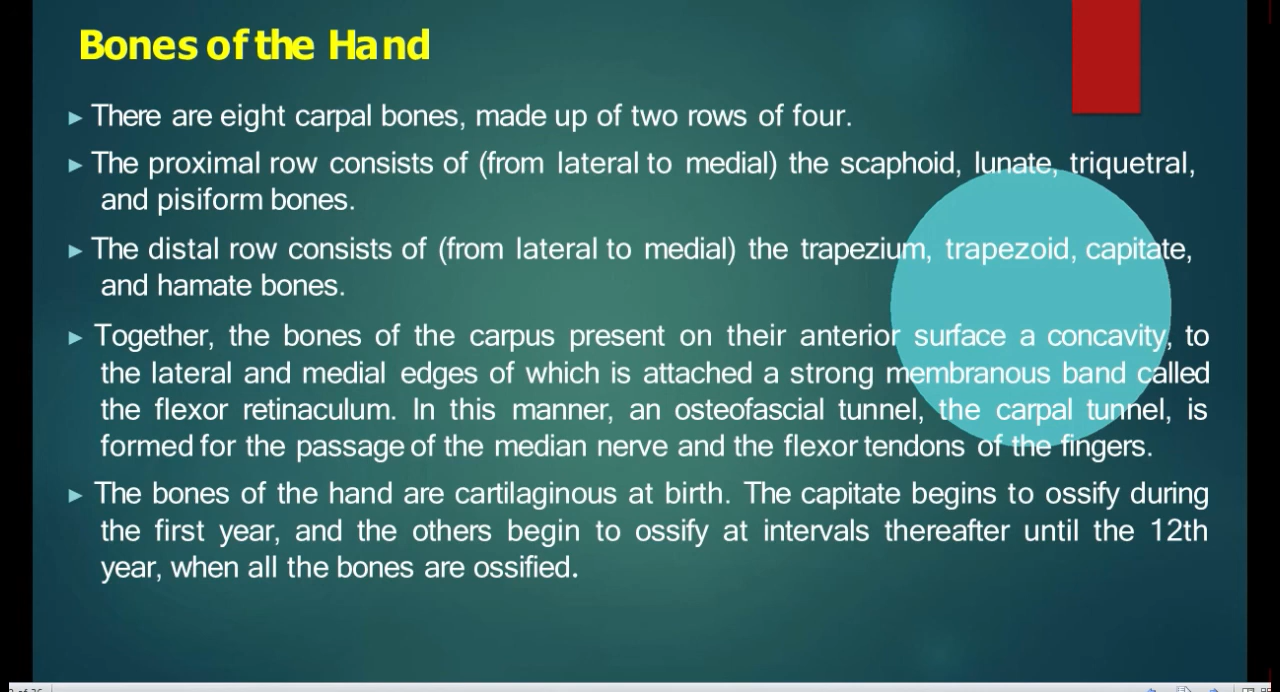 Bones of the Hand
► There are eight carpal bones, made up of two rows of four.
► The proximal row consists of (from lateral to medial) the scaphoid, lunate, triquetral,
and pisiform bones.
► The distal row consists of (from lateral to medial) the trapezium, trapezoid, capitate,
and hamate bones.
► Together, the bones of the carpus present on their anterior surface a concavity, to
the lateral and medial edges of which is attached a strong membranous band called
the flexor retinaculum. In this manner, an osteofascial tunnel, the carpal tunnel, is
formed for the passage of the median nerve and the flexor tendons of the fingers.
► The bones of the hand are cartilaginous at birth. The capitate begins to ossify during
the first year, and the others begin to ossify at intervals thereafter until the 12th
year, when all the bones are ossified.